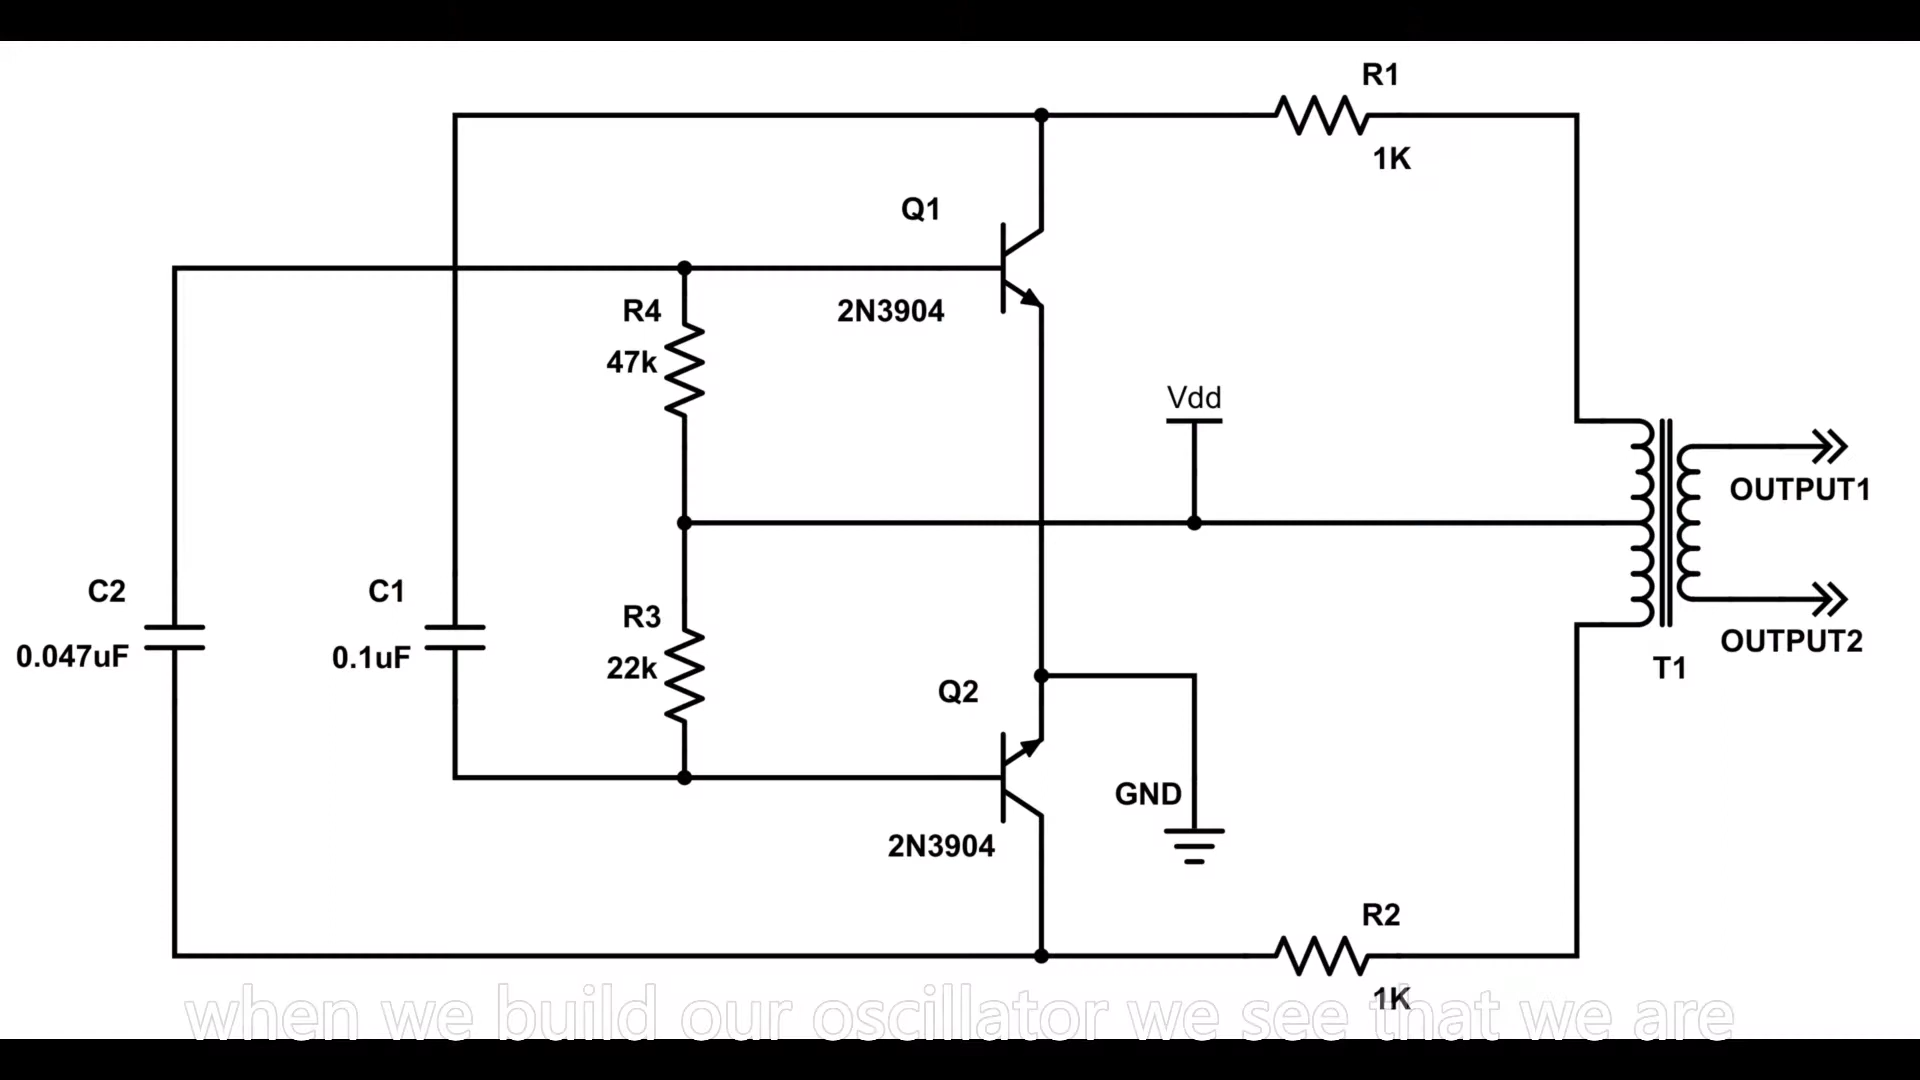 R1
1K
Q1
2N3904
R4
47k
Vdd
OUTPUT1
C2
0.047uF
C1
0.1uF
R3
22k
OUTPUT2
T1
Q2
GND
2N3904
R2
1K
when we build our oscillator we see that we are